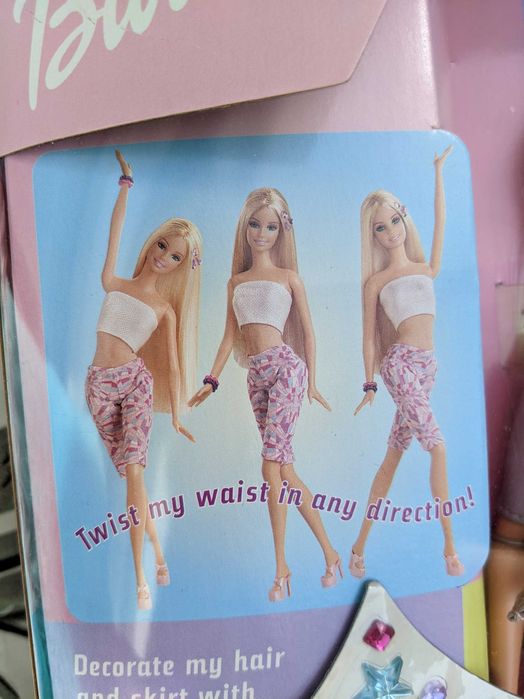 Twist my waist in any direction!
Decorate my hair
and skirt with